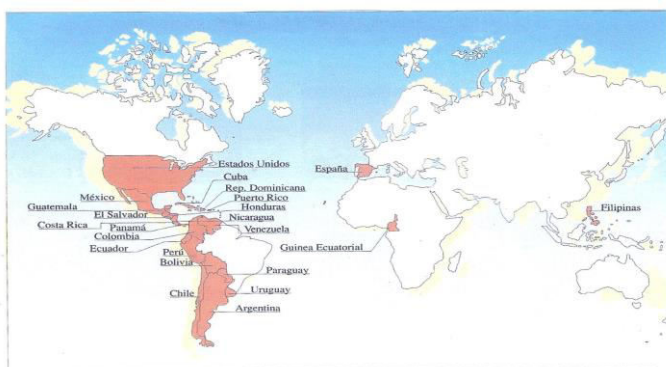 Estados Unidos
Cuba
Rep. Dominicana
Puerto Rico
Honduras
Nicaragua
Venezuela
México
Guatemala
El Salvador
Costa Rica
Panamá
Colombia
Ecuador
Perú
Bolivia
Paraguay
Chile
Uruguay
Argentina
España
Guinea Ecuatorial
Filipinas